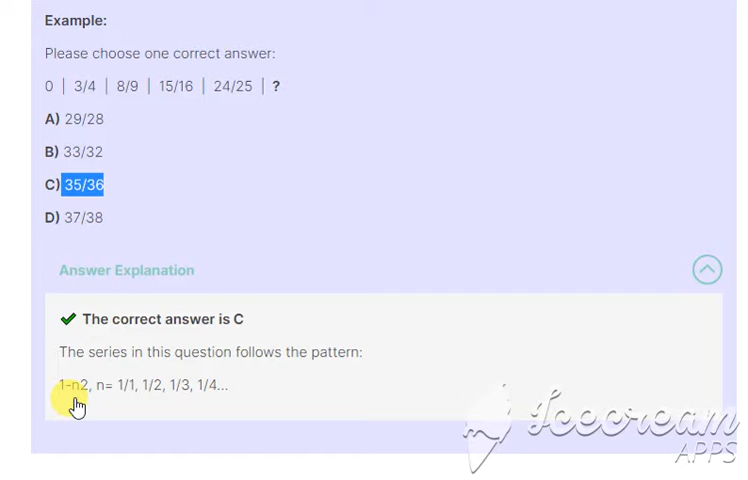 Example:
Please choose one correct answer:
0 | 3/4 | 8/9 | 15/16 | 24/25 | ?
A) 29/28
B) 33/32
C) 35/36
D) 37/38
Answer Explanation
The correct answer is C
The series in this question follows the pattern:
1-n2, n= 1/1, 1/2, 1/3, 1/4...
Icecream
APPS